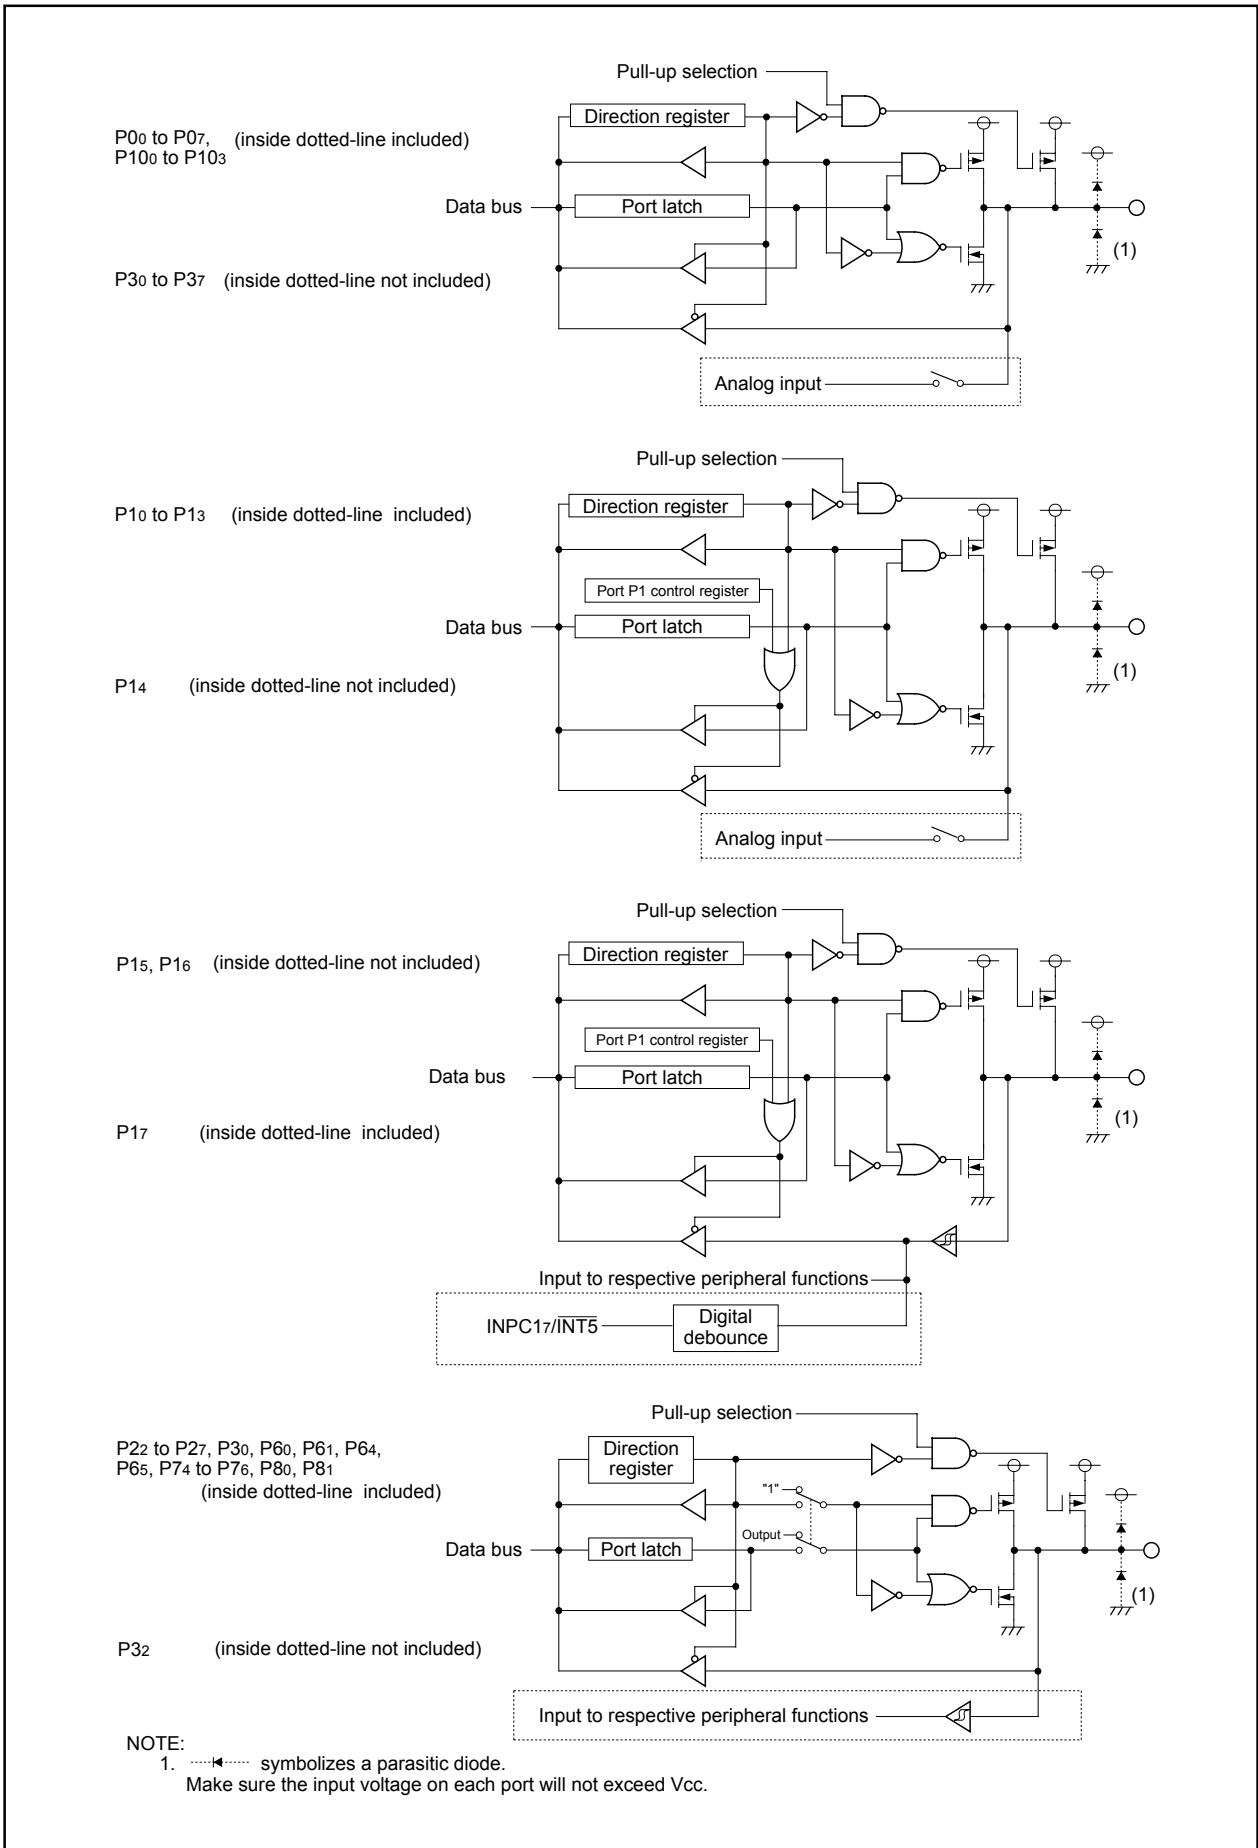 Pull-up selection
Direction register
P00 to P07, (inside dotted-line included)
P100 to P103
Data bus
Port latch
(1)
P30 to P37 (inside dotted-line not included)
Analog input
Pull-up selection
Direction register
P10 to P13 (inside dotted-line included)
Port P1 control register
Data bus
Port latch
(1)
P14 (inside dotted-line not included)
Analog input
Pull-up selection
Direction register
P15, P16 (inside dotted-line not included)
Port P1 control register
Data bus
Port latch
(1)
P17 (inside dotted-line included)
Input to respective peripheral functions
INPC17/INT5
Digital
debounce
Pull-up selection
P22 to P27, P30, P60, P61, P64,
P65, P74 to P76, P80, P81
(inside dotted-line included)
Direction
register
"1"
Output
Data bus
Port latch
(1)
P32 (inside dotted-line not included)
Input to respective peripheral functions
NOTE:
1. symbolizes a parasitic diode.
Make sure the input voltage on each port will not exceed Vcc.